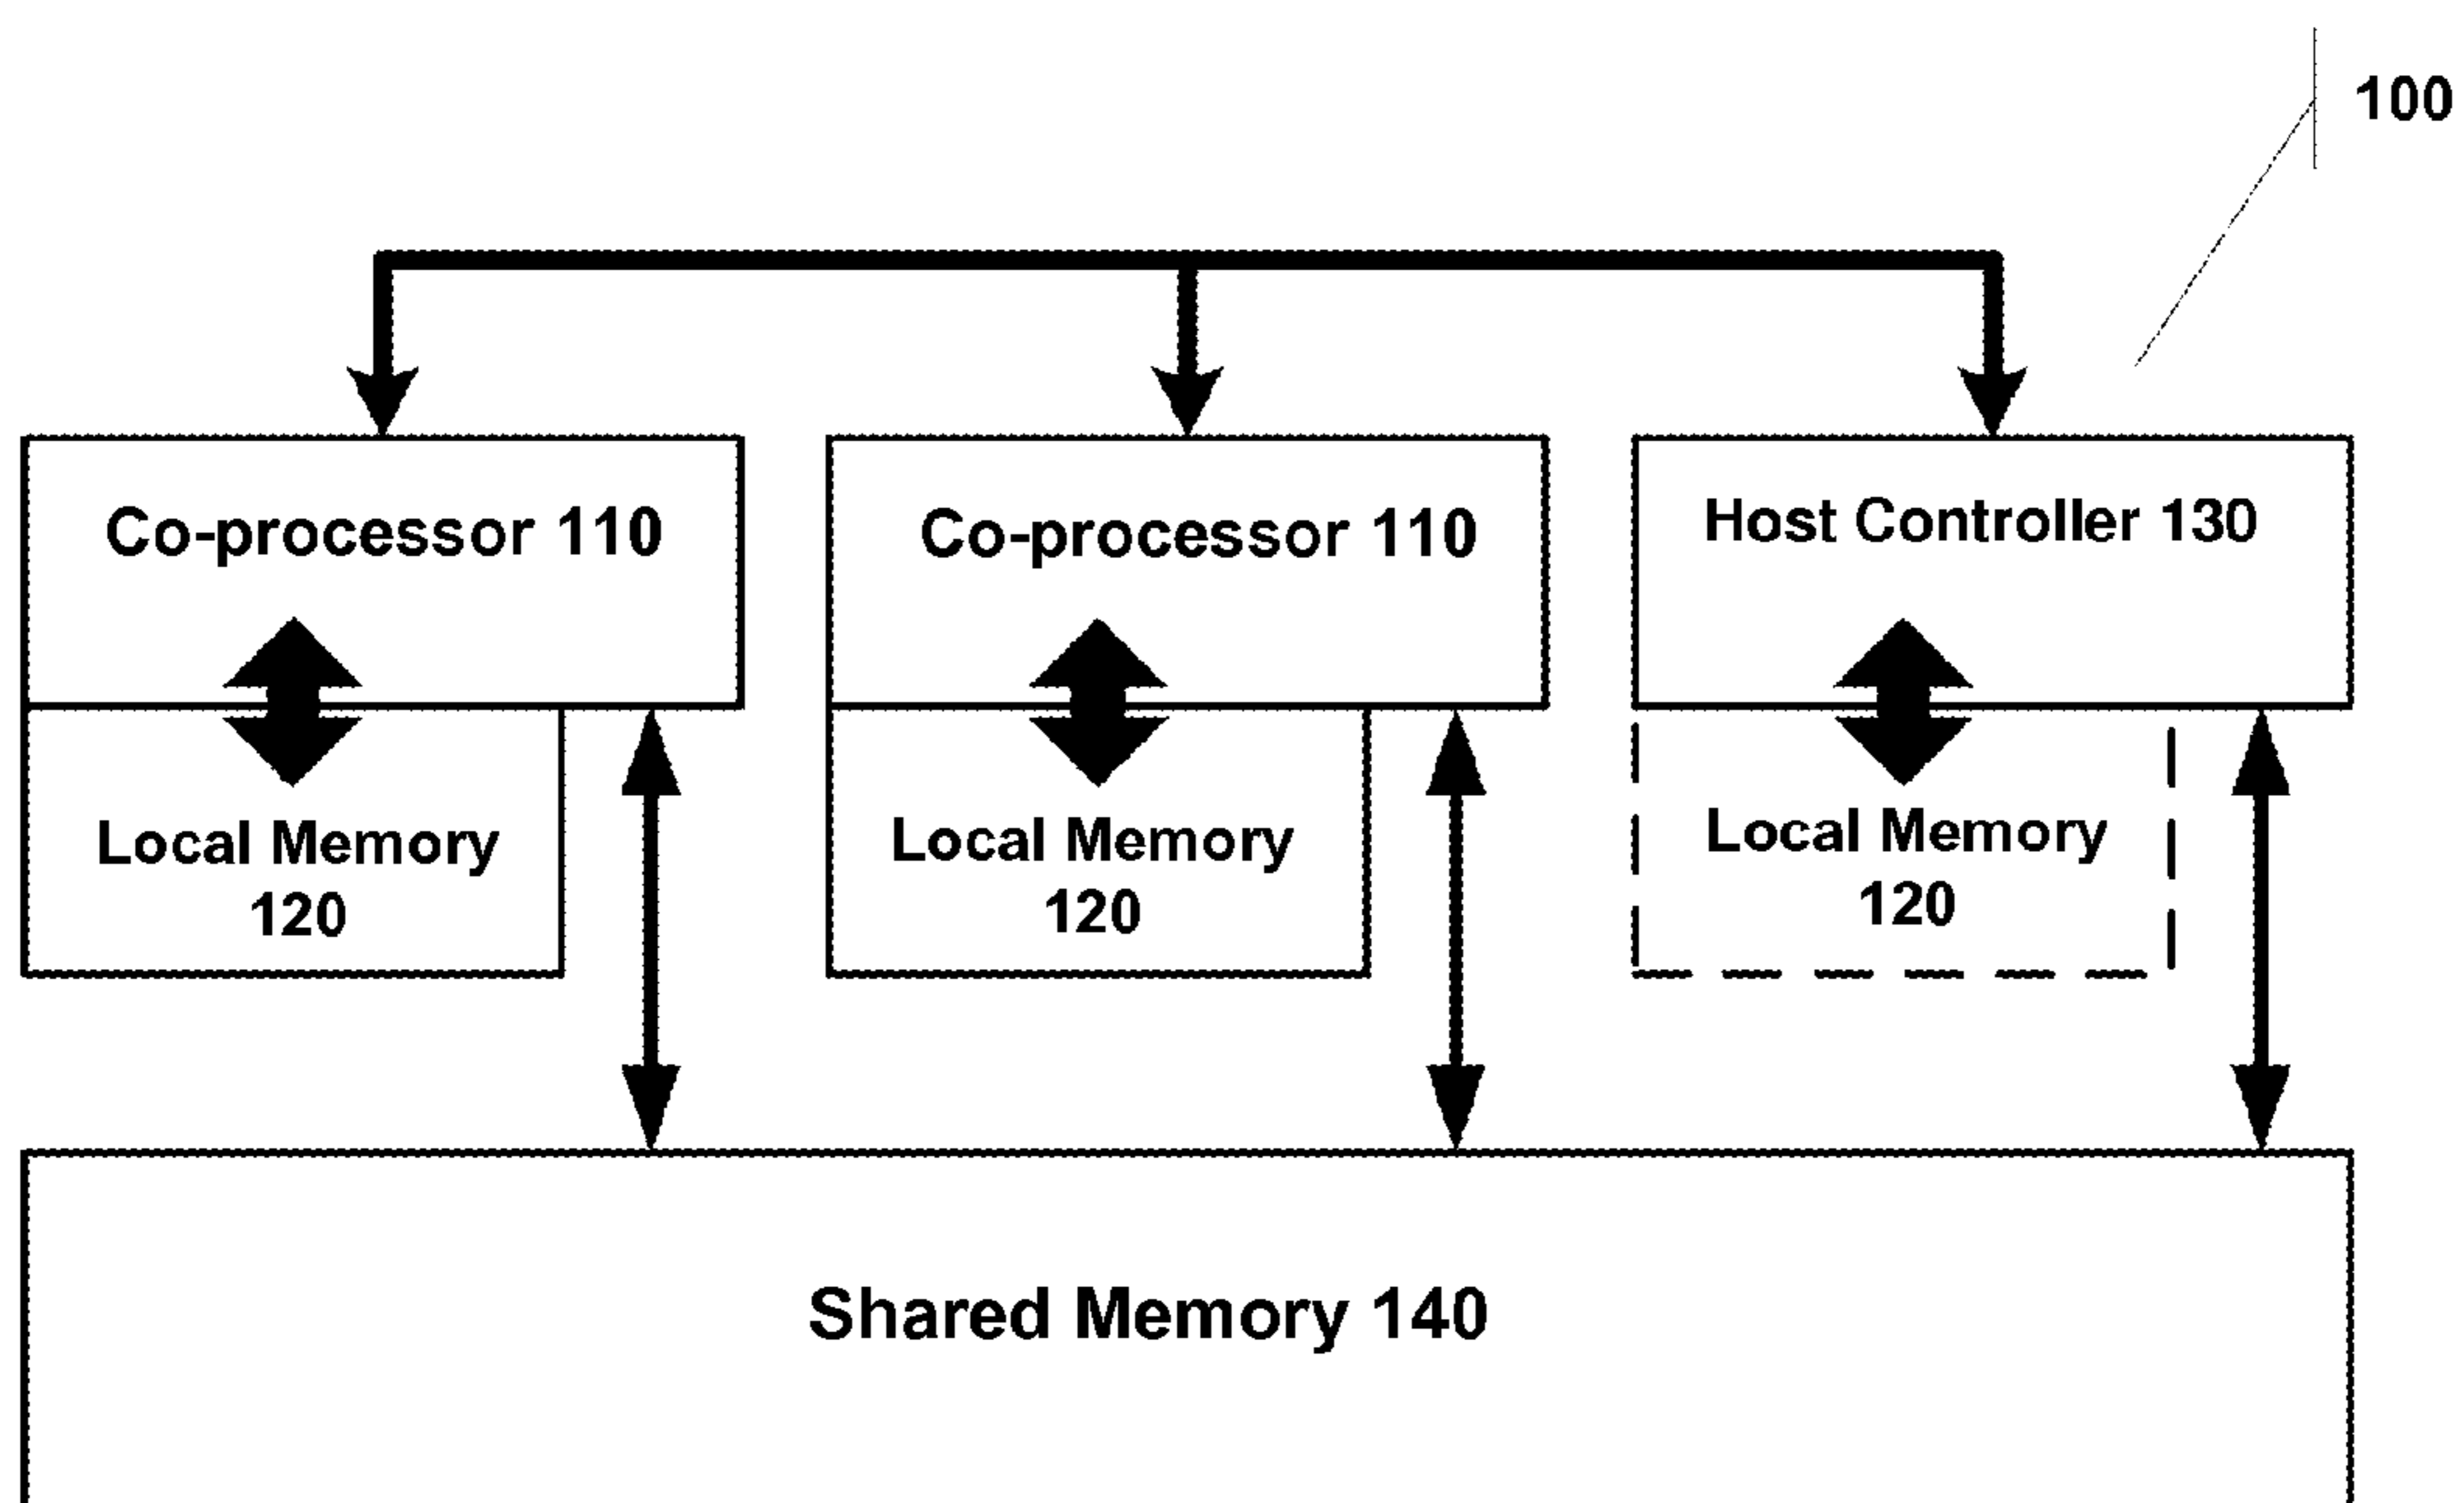 100
Co-processor 110
Co-processor 110
Host Controller 130
Local Memory
120
Local Memory
120
Local Memory
120
Shared Memory 140